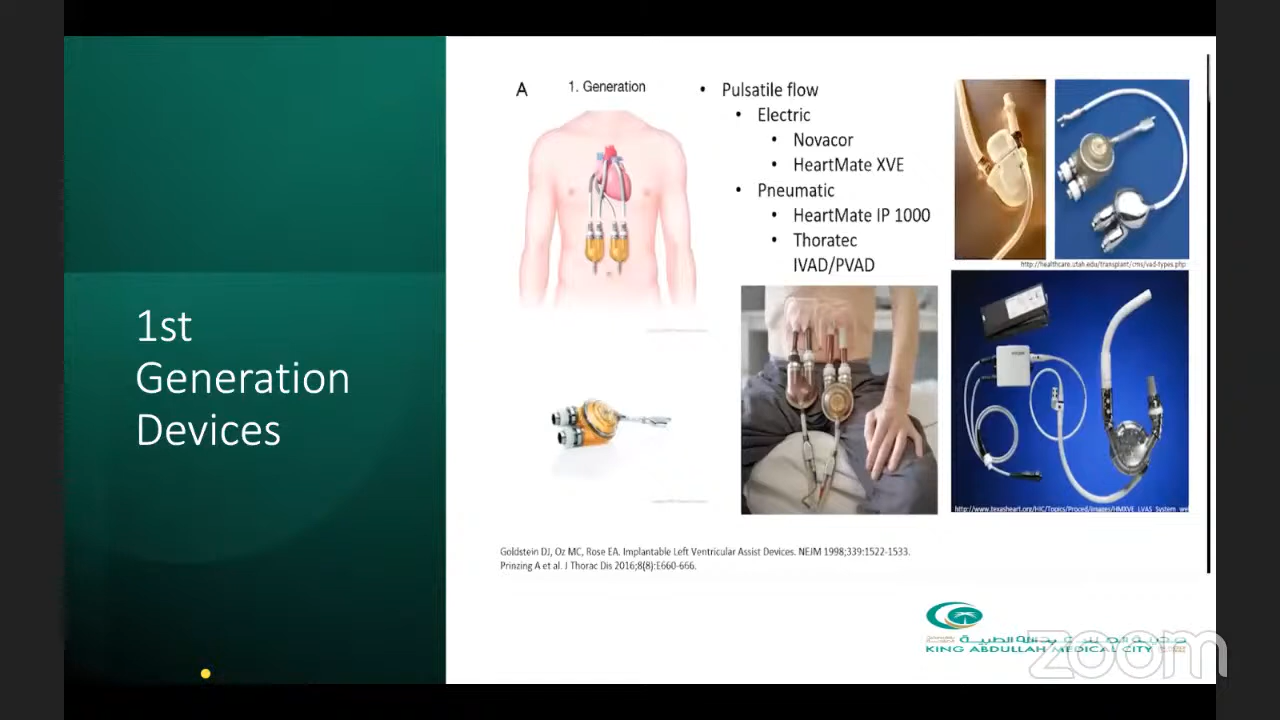 1st
Generation
Devices
A
1. Generation
• Pulsatile flow
• Electric
• Novacor
• HeartMate XVE
• Pneumatic
• HeartMate IP 1000
• Thoratec
IVAD/PVAD
http://healthcare.utah.edu/transplant/cms/vad-types.php
http://www.texasheart.org/HIC/Topics/Proced/images/HMXVE_LVAS_System_we
Goldstein DJ, Oz MC, Rose EA. Implantable Left Ventricular Assist Devices. NEJM 1998;339:1522-1533.
Prinzing A et al. J Thorac Dis 2016;8(8):E660-666.
KING ABDULLAH MEDICAL CITY
zoom